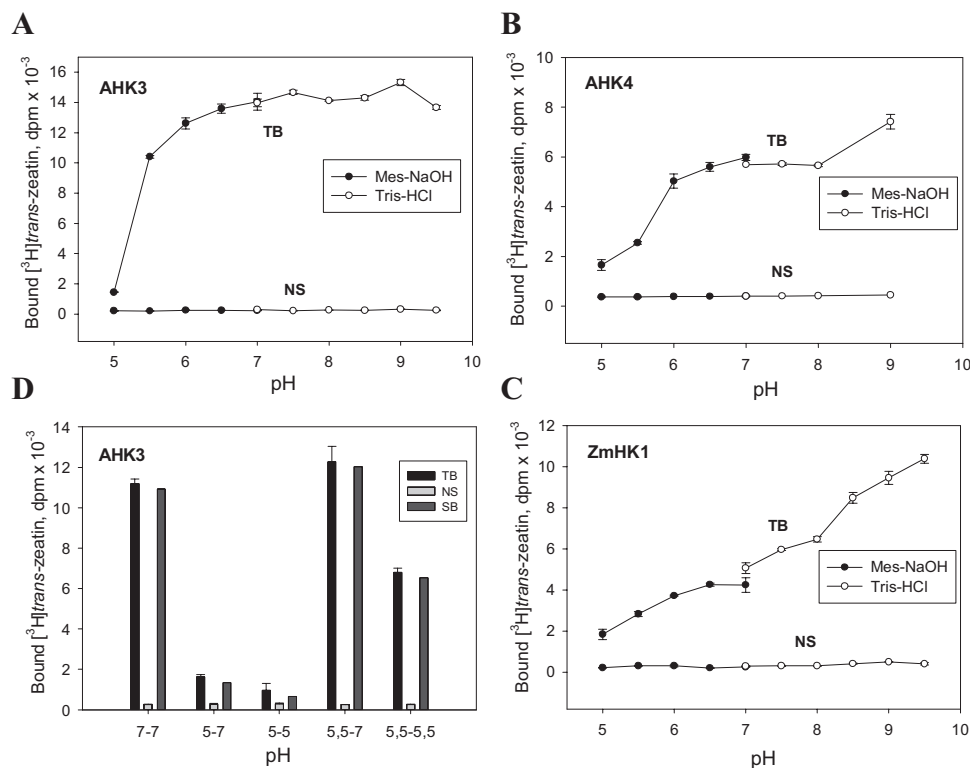 A
AHK3
Bound [³H]trans-zeatin, dpm x 10⁻³
16
14
12
10
8
6
4
2
0
TB
NS
Mes-NaOH
Tris-HCl
5 6 7 8 9 10
pH
B
AHK4
Bound [³H]trans-zeatin, dpm x 10⁻³
10
8
6
4
2
0
TB
NS
Mes-NaOH
Tris-HCl
5 6 7 8 9 10
pH
D
AHK3
Bound [³H]trans-zeatin, dpm x 10⁻³
14
12
10
8
6
4
2
0
TB
NS
SB
7-7 5-7 5-5 5,5-7 5,5-5,5
pH
C
ZmHK1
Bound [³H]trans-zeatin, dpm x 10⁻³
12
10
8
6
4
2
0
TB
NS
Mes-NaOH
Tris-HCl
5 6 7 8 9 10
pH